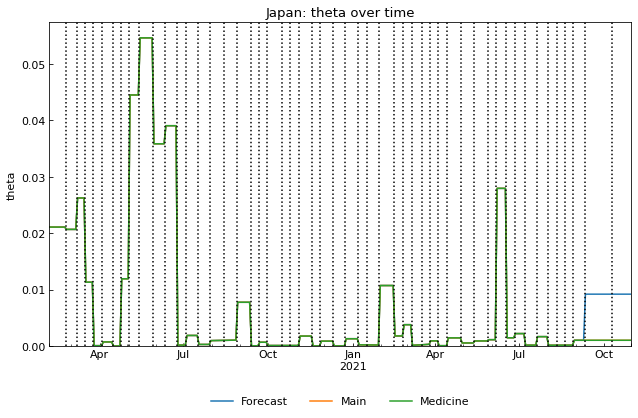 Japan: theta over time
theta
0.05
0.04
0.03
0.02
0.01
0.00
Apr Jul Oct Jan Apr Jul Oct
2021
Forecast Main Medicine